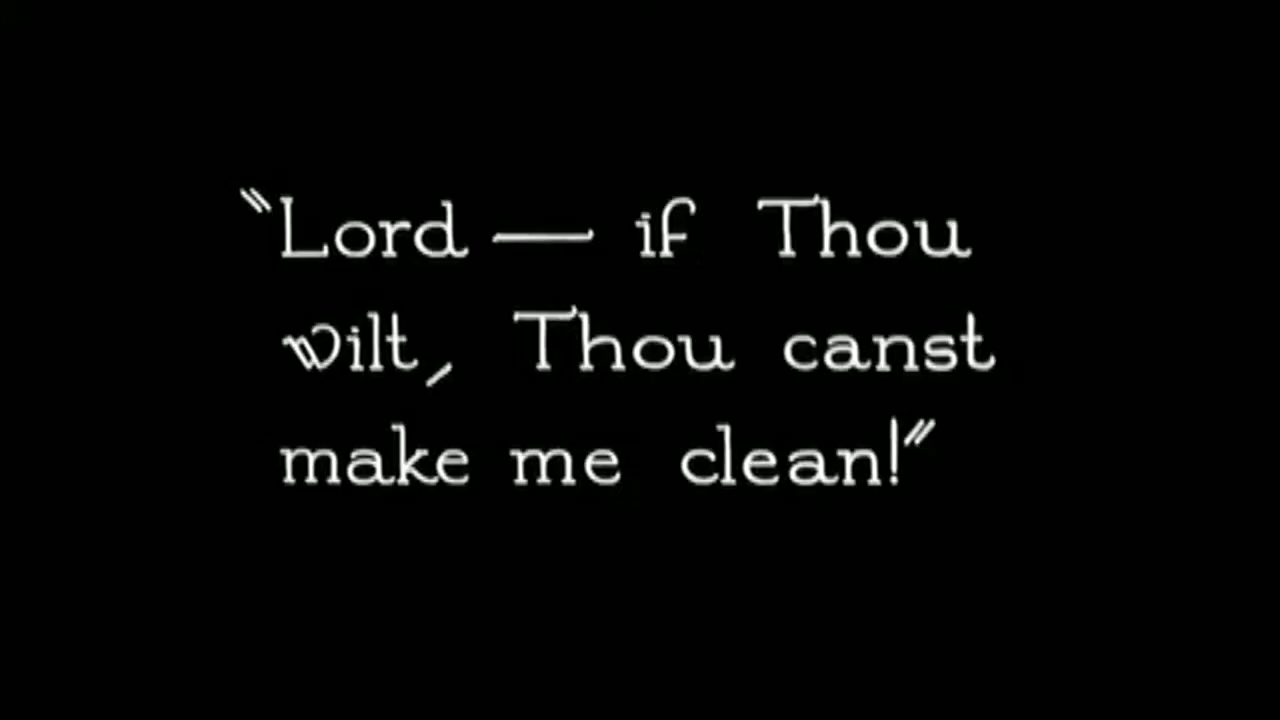 “Lord — if Thou
wilt, Thou canst
make me clean!”